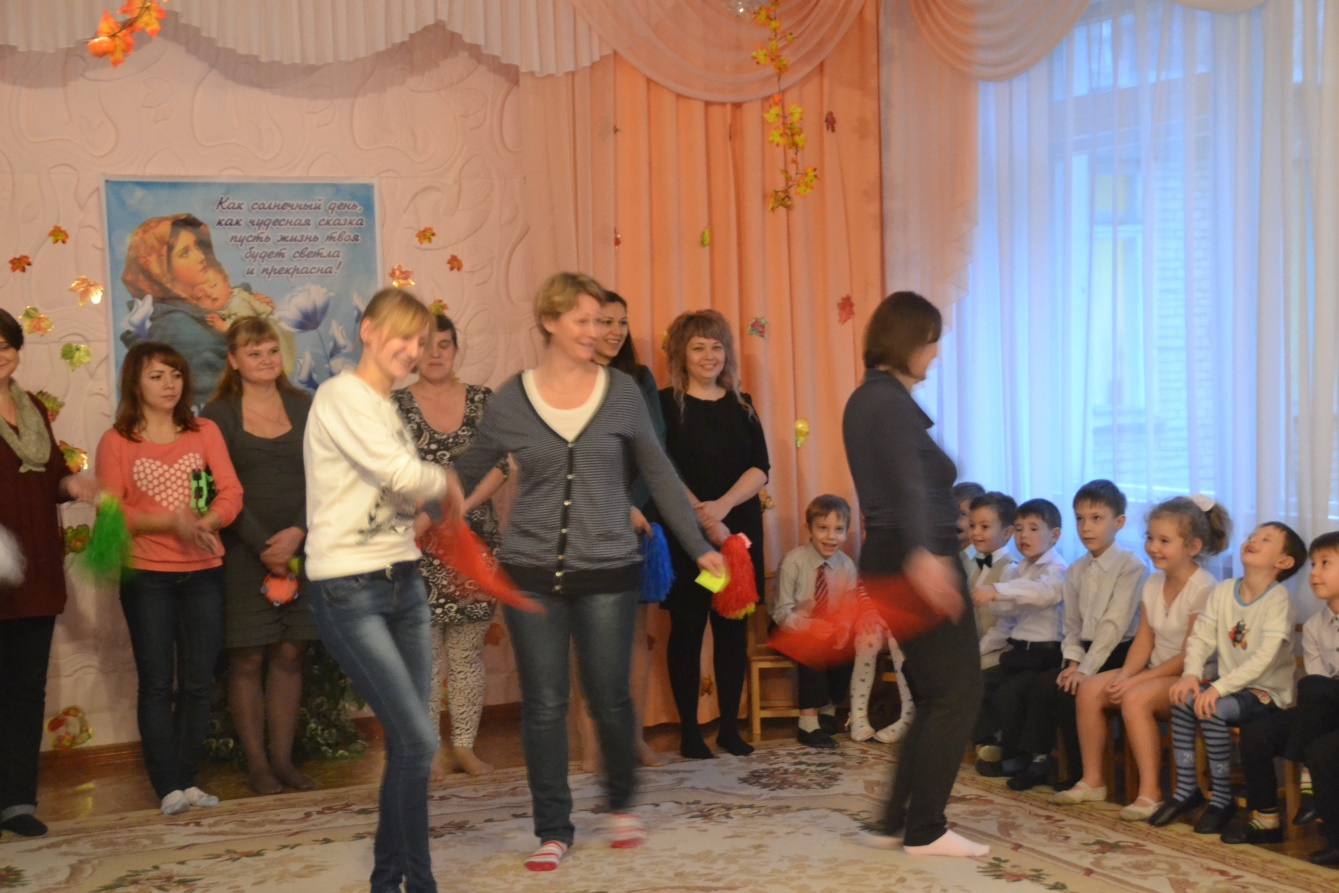 Как солнечный день,
как чудесная сказка
пусть жизнь твоя
будет светла
и прекрасна!